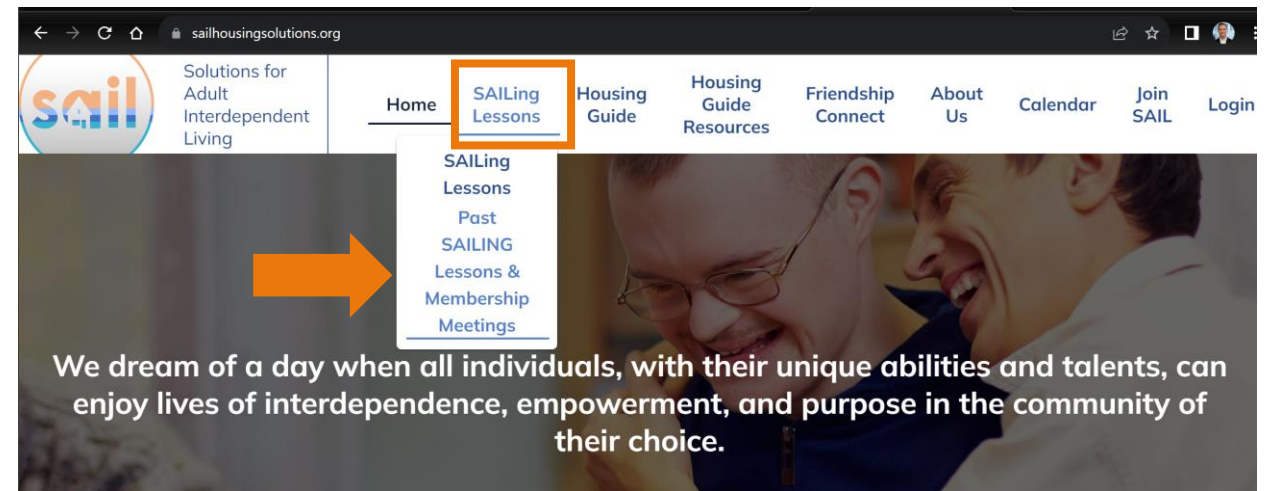 sailhousingsolutions.org
sail
Solutions for
Adult
Interdependent
Living
Home
SAILing
Lessons
Housing
Guide
Housing
Guide
Resources
Friendship
Connect
About
Us
Calendar
Join
SAIL
Login
SAILing
Lessons
Past
SAILING
Lessons &
Membership
Meetings
We dream of a day when all individuals, with their unique abilities and talents, can
enjoy lives of interdependence, empowerment, and purpose in the community of
their choice.